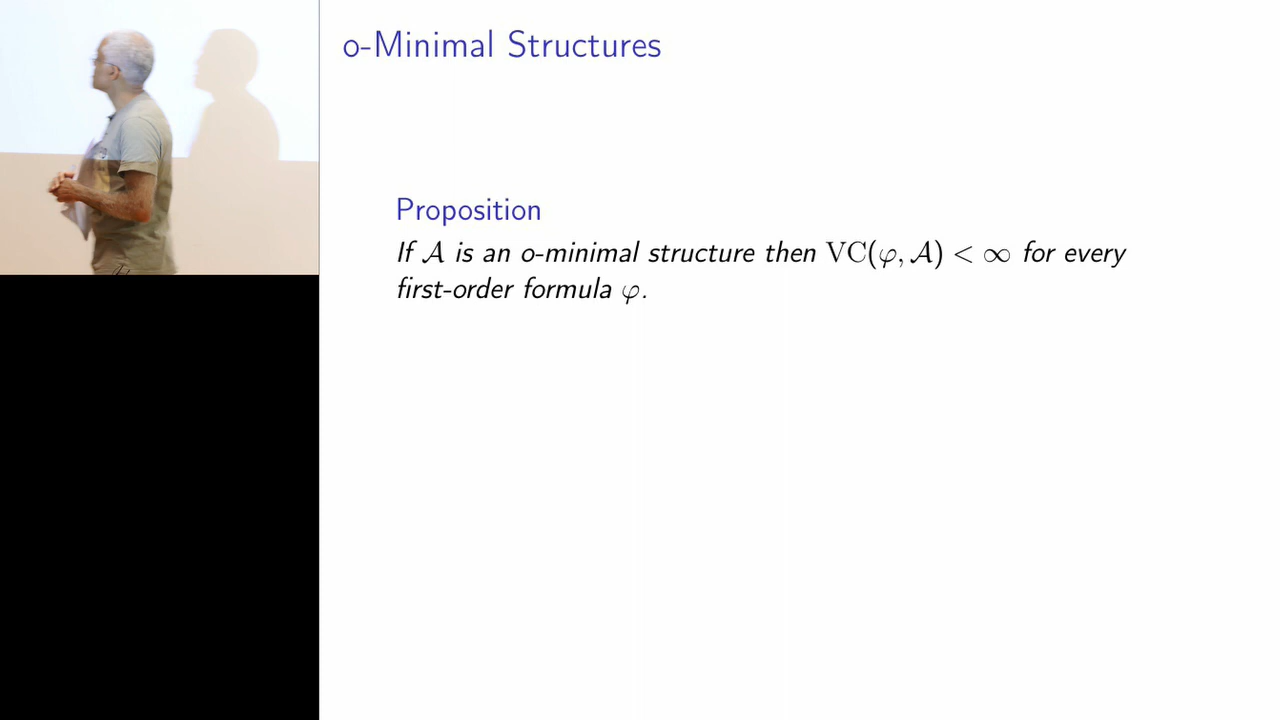 o-Minimal Structures
Proposition
If 𝒜 is an o-minimal structure then VC(φ, 𝒜) < ∞ for every
first-order formula φ.